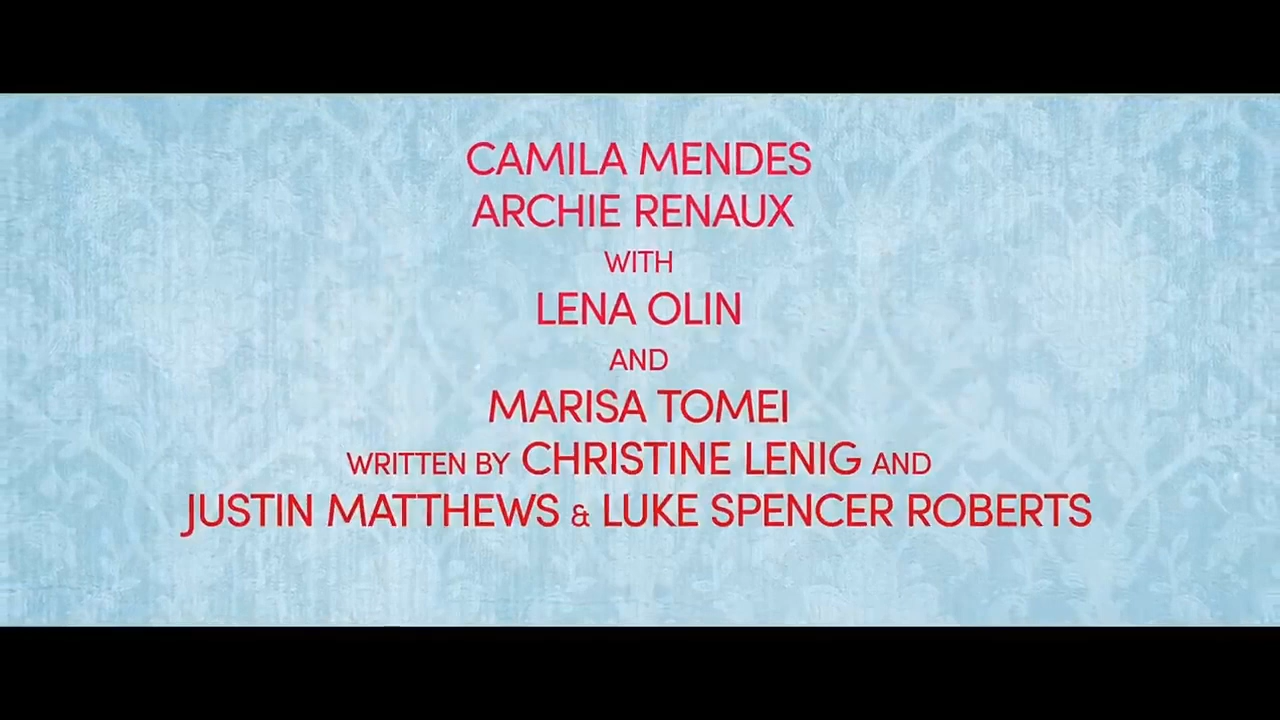 CAMILA MENDES
ARCHIE RENAUX
WITH
LENA OLIN
AND
MARISA TOMEI
WRITTEN BY CHRISTINE LENIG AND
JUSTIN MATTHEWS & LUKE SPENCER ROBERTS